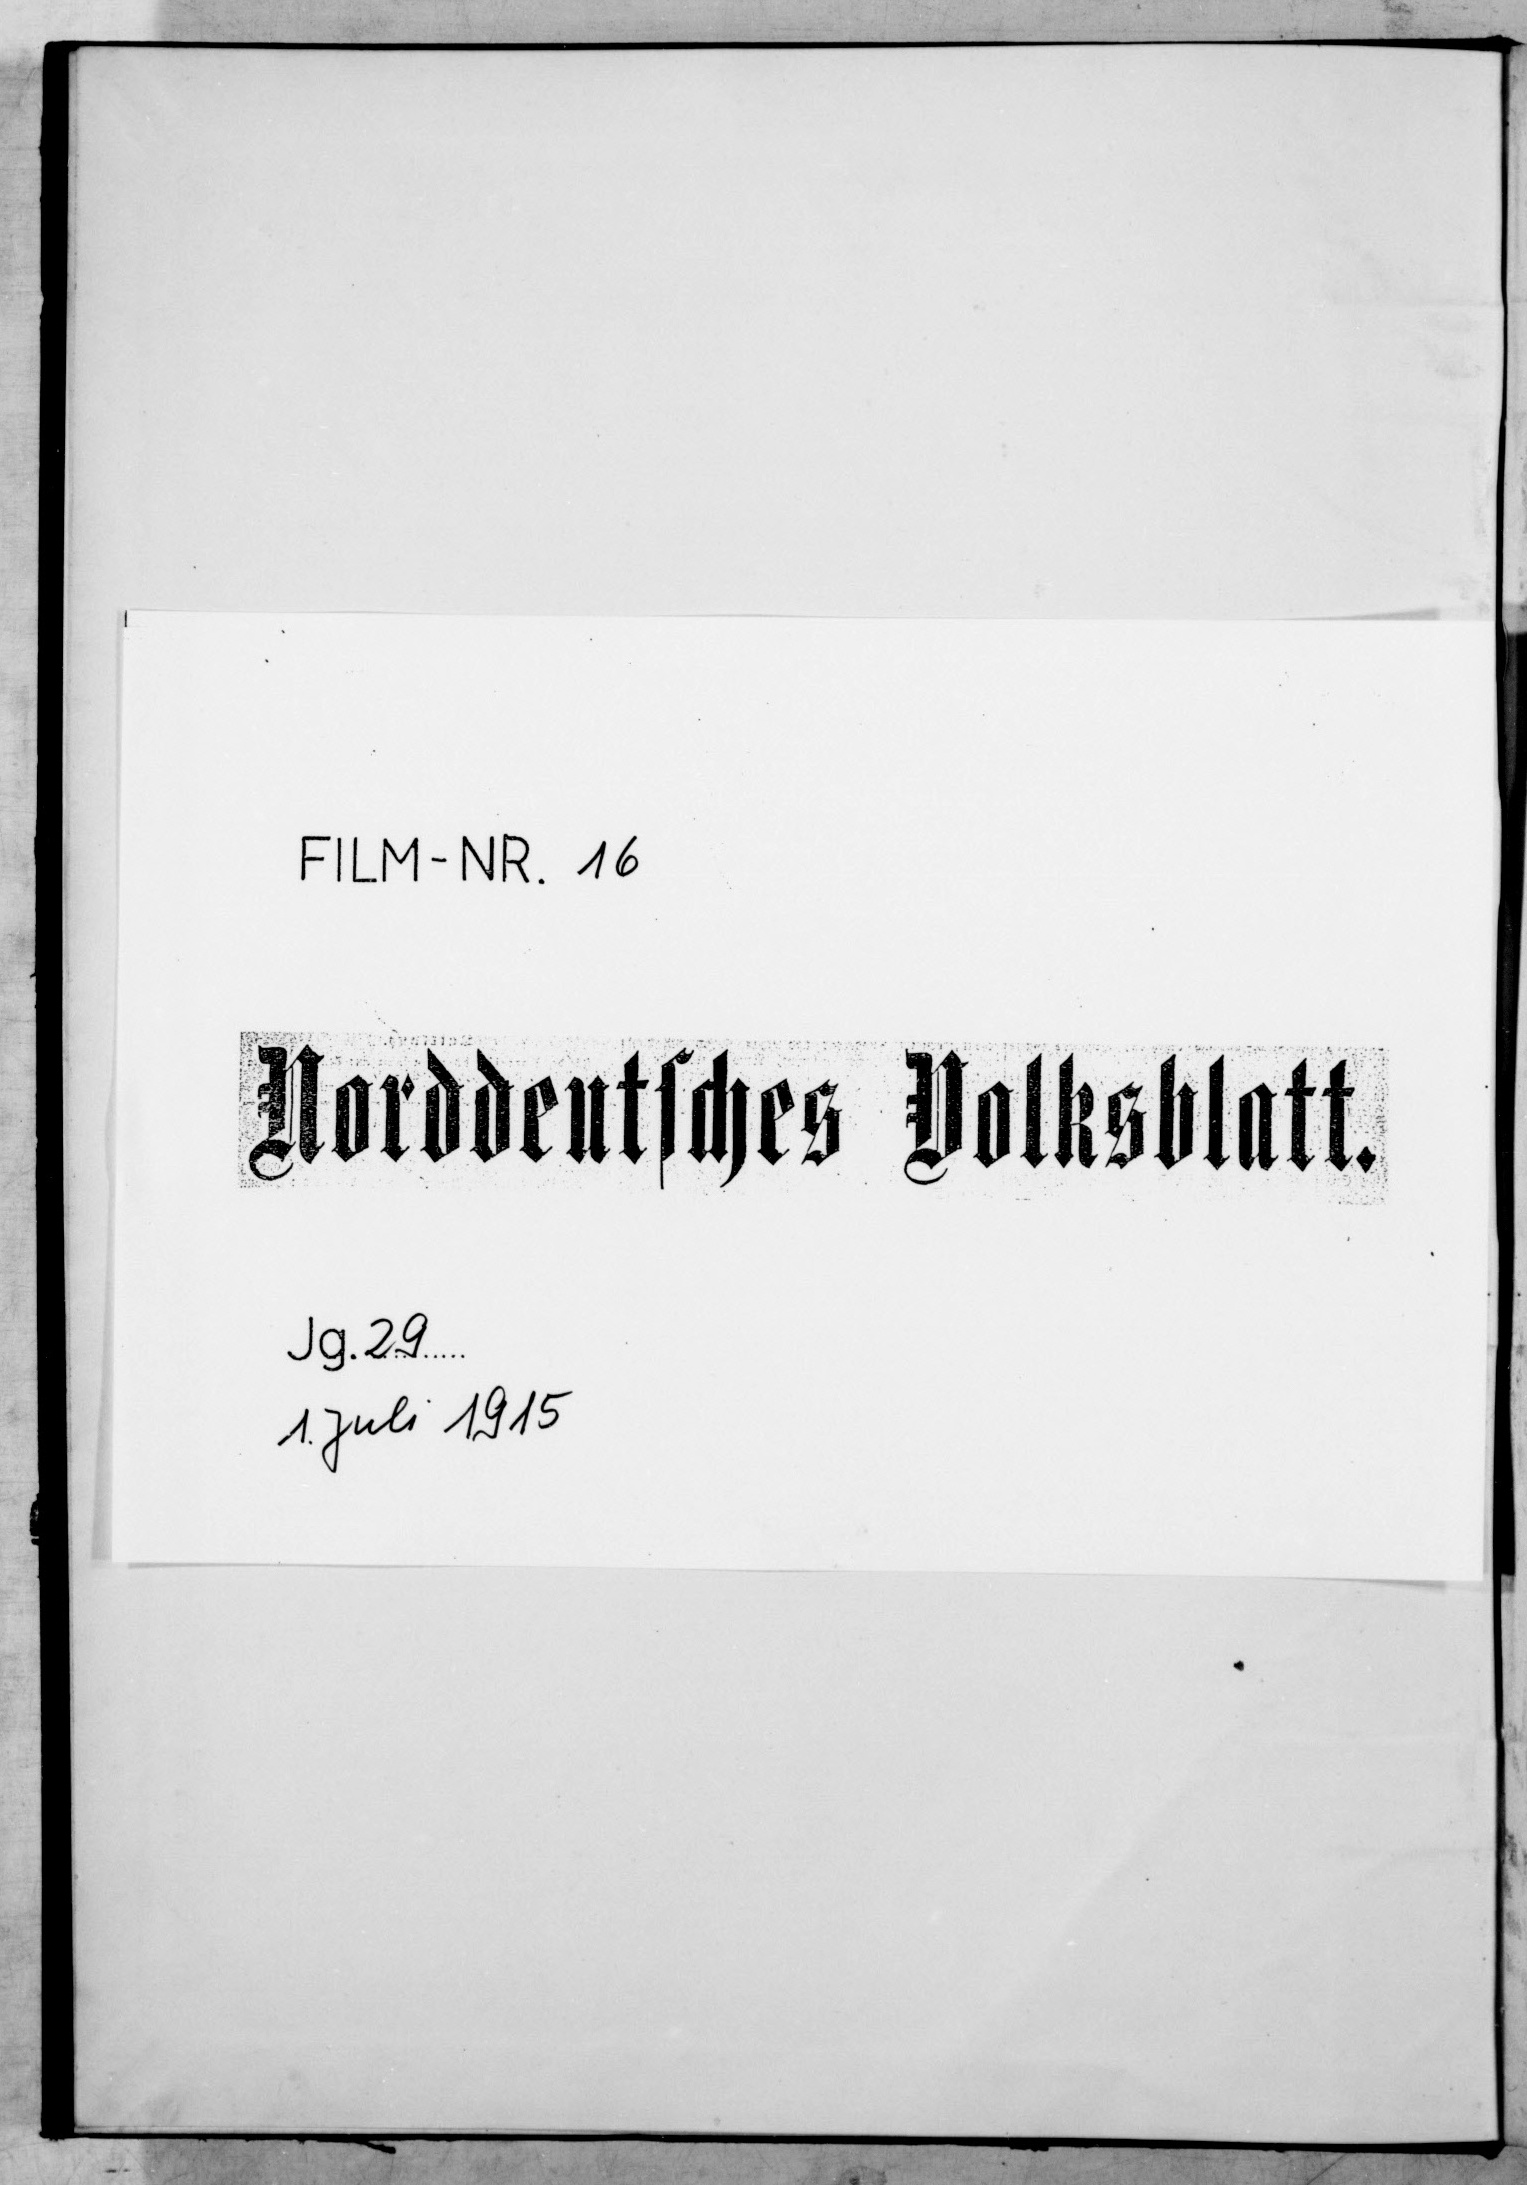 FILM-NR. 16
Norddeutsches Volksblatt.
Jg. 29.....
1. Juli 1915